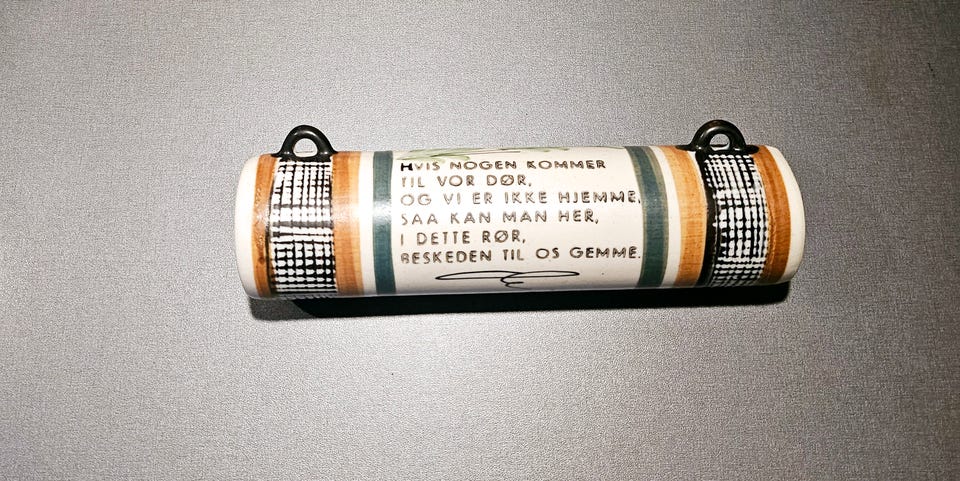 HVIS NOGEN KOMMER
TIL VOR DØR,
OG VI ER IKKE HJEMME,
SAA KAN MAN HER,
I DETTE RØR,
BESKEDEN TIL OS GEMME.